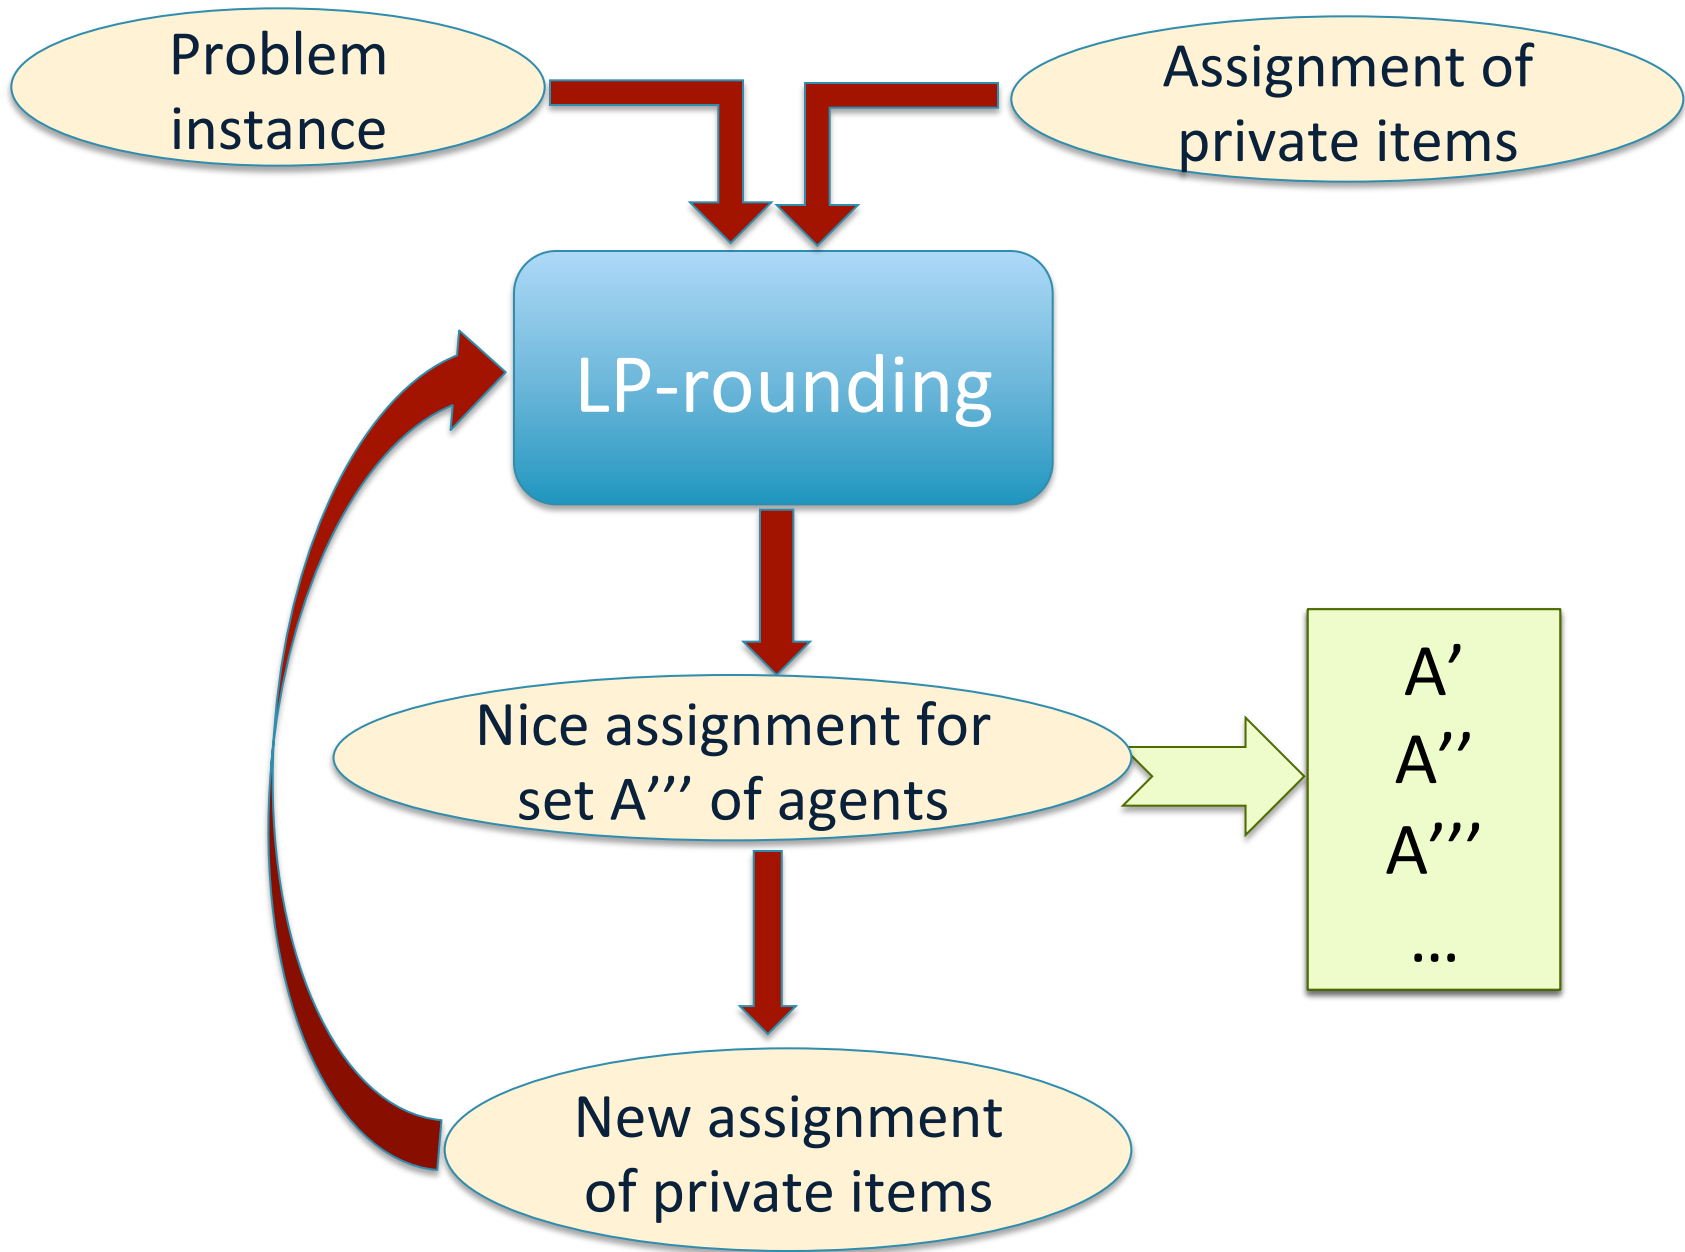 Problem
instance
Assignment of
private items
LP-rounding
Nice assignment for
set A’’’ of agents
A’
A’’
A’’’
...
New assignment
of private items